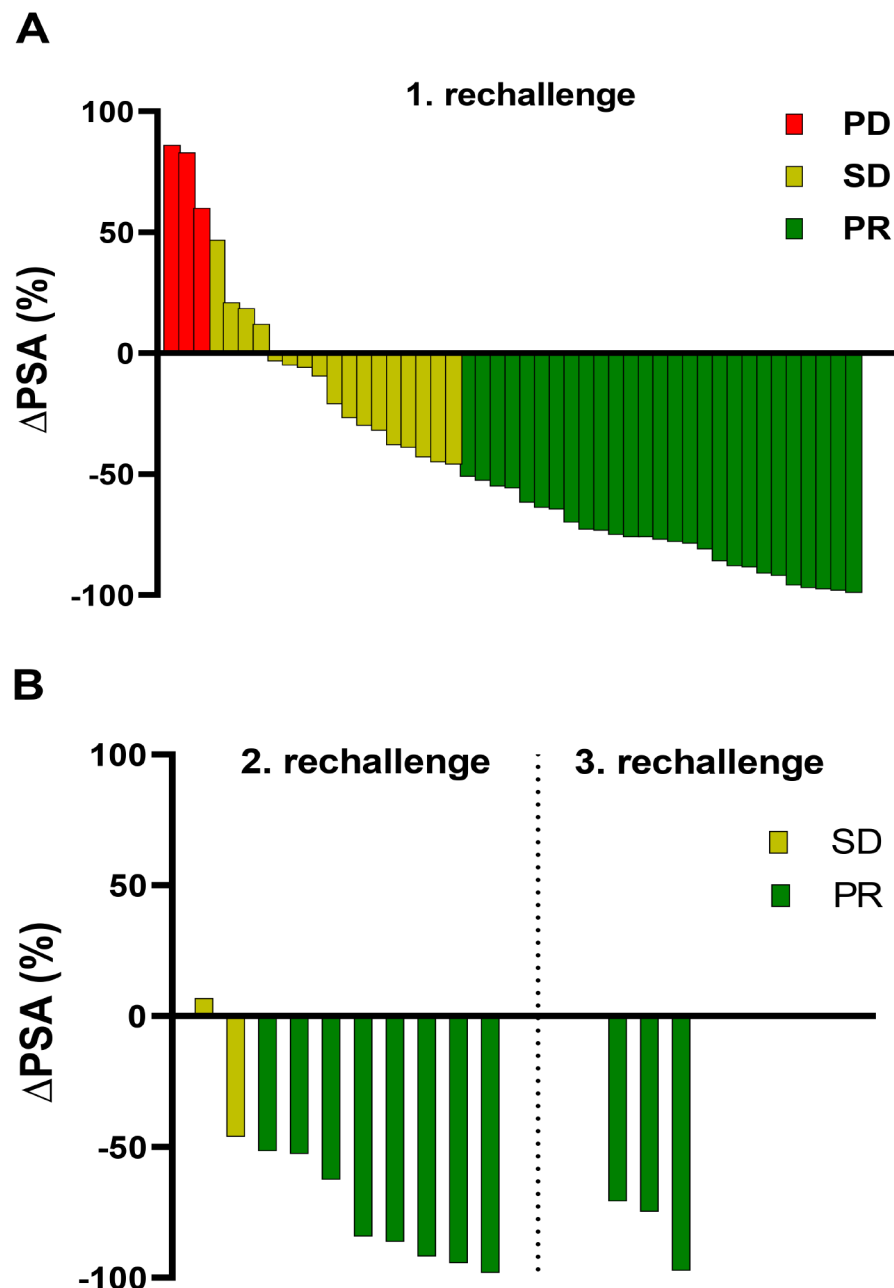 A
1. rechallenge
100
50
0
-50
-100
ΔPSA (%)
PD
SD
PR
B
2. rechallenge
3. rechallenge
100
50
0
-50
-100
ΔPSA (%)
SD
PR